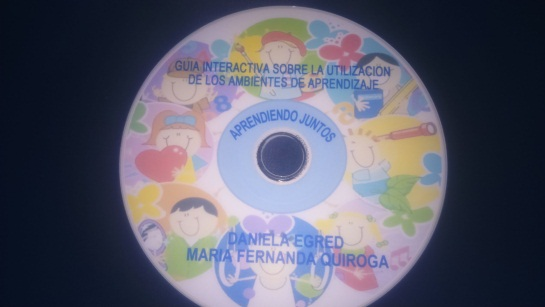 GUIA INTERACTIVA SOBRE LA UTILIZACION
DE LOS AMBIENTES DE APRENDIZAJE
APRENDIENDO JUNTOS
DANIELA EGRED
MARIA FERNANDA QUIROGA